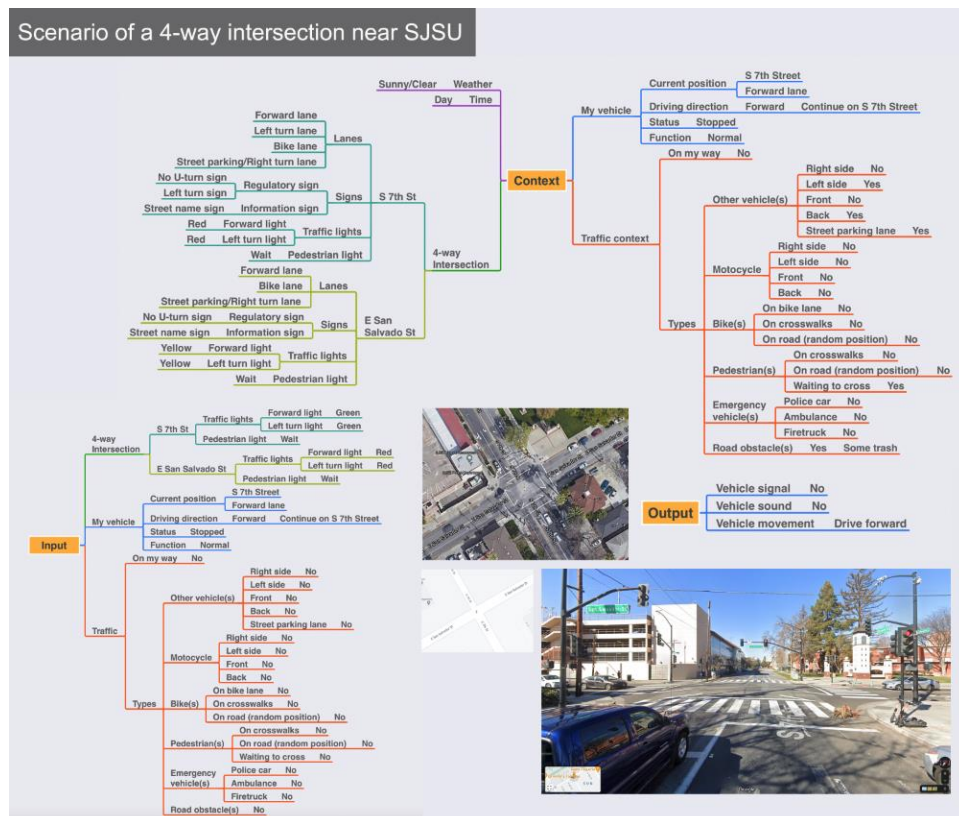 Scenario of a 4-way intersection near SJSU
Sunny/Clear Weather
Day Time
Forward lane
Left turn lane
Bike lane
Street parking/Right turn lane
Lanes
No U-turn sign
Left turn sign
Regulatory sign
Street name sign Information sign
Signs
S 7th St
Red Forward light
Red Left turn light
Traffic lights
Wait Pedestrian light
4-way
Intersection
Forward lane
Bike lane
Street parking/Right turn lane
Lanes
No U-turn sign Regulatory sign
Street name sign Information sign
Signs
E San
Salvado St
Yellow Forward light
Yellow Left turn light
Traffic lights
Wait Pedestrian light
Context
My vehicle
Current position
S 7th Street
Forward lane
Driving direction Forward Continue on S 7th Street
Status Stopped
Function Normal
Traffic context
On my way No
Types
Other vehicle(s)
Right side No
Left side Yes
Front No
Back Yes
Street parking lane Yes
Motocycle
Right side No
Left side No
Front No
Back No
Bike(s)
On bike lane No
On crosswalks No
On road (random position) No
Pedestrian(s)
On crosswalks No
On road (random position) No
Waiting to cross Yes
Emergency
vehicle(s)
Police car No
Ambulance No
Firetruck No
Road obstacle(s) Yes Some trash
Input
4-way
Intersection
S 7th St
Traffic lights
Forward light Green
Left turn light Green
Pedestrian light Wait
E San Salvado St
Traffic lights
Forward light Red
Left turn light Red
Pedestrian light Wait
My vehicle
Current position
S 7th Street
Forward lane
Driving direction Forward Continue on S 7th Street
Status Stopped
Function Normal
Traffic
On my way No
Types
Other vehicle(s)
Right side No
Left side No
Front No
Back No
Street parking lane No
Motocycle
Right side No
Left side No
Front No
Back No
Bike(s)
On bike lane No
On crosswalks No
On road (random position) No
Pedestrian(s)
On crosswalks No
On road (random position) No
Waiting to cross No
Emergency
vehicle(s)
Police car No
Ambulance No
Firetruck No
Road obstacle(s) No
Output
Vehicle signal No
Vehicle sound No
Vehicle movement Drive forward